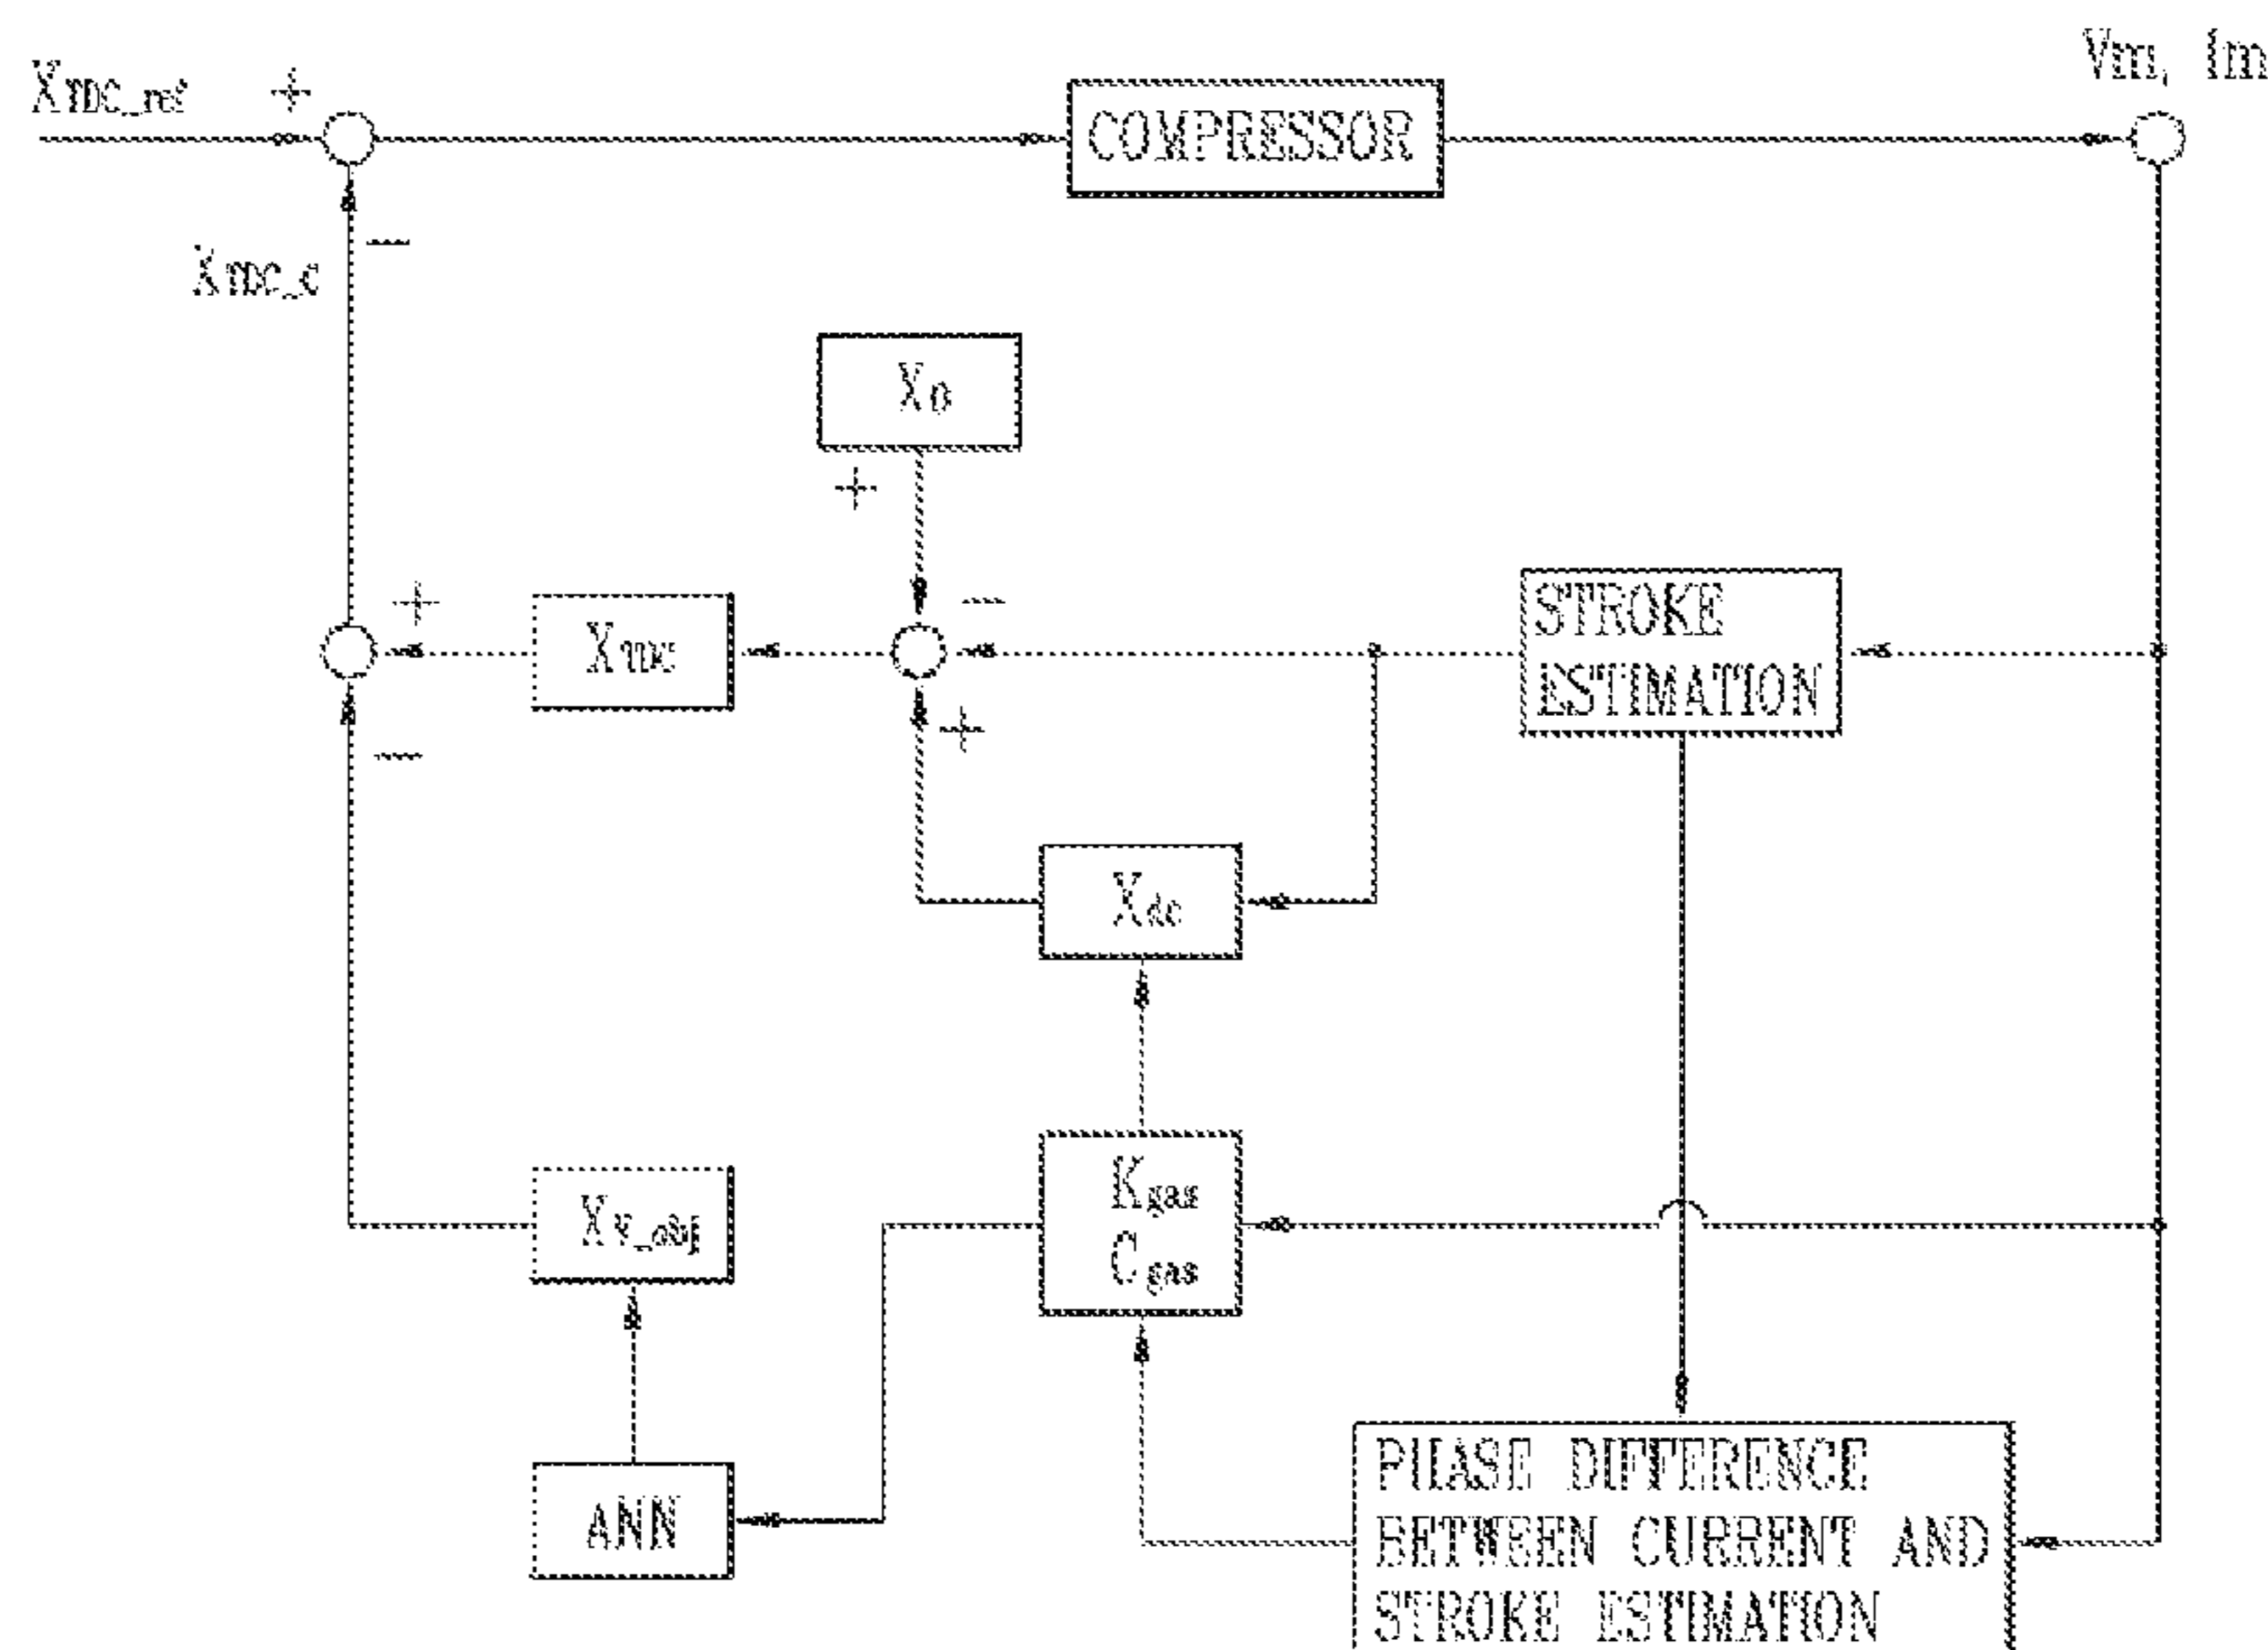 XTDC_ref +
Vm, im
COMPRESSOR
−
XTDC_c
X0
+
STROKE
ESTIMATION
+
XTDC
−
+
−
Xdc
Kgas
Cgas
XV_obj
ANN
PHASE DIFFERENCE
BETWEEN CURRENT AND
STROKE ESTIMATION